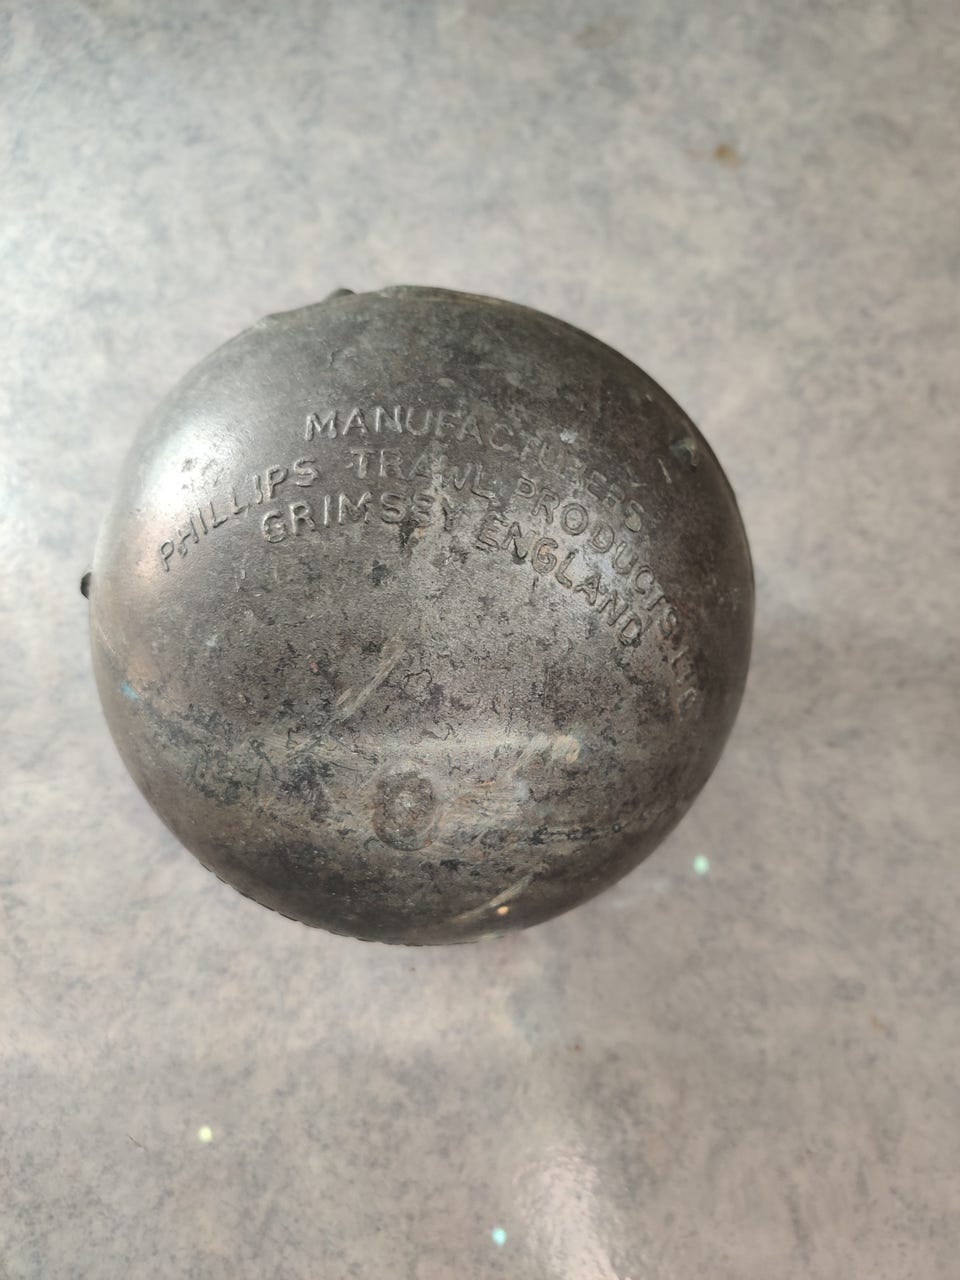 MANUFACTURERS
PHILLIPS TRAWL PRODUCTS LTD
GRIMSBY ENGLAND